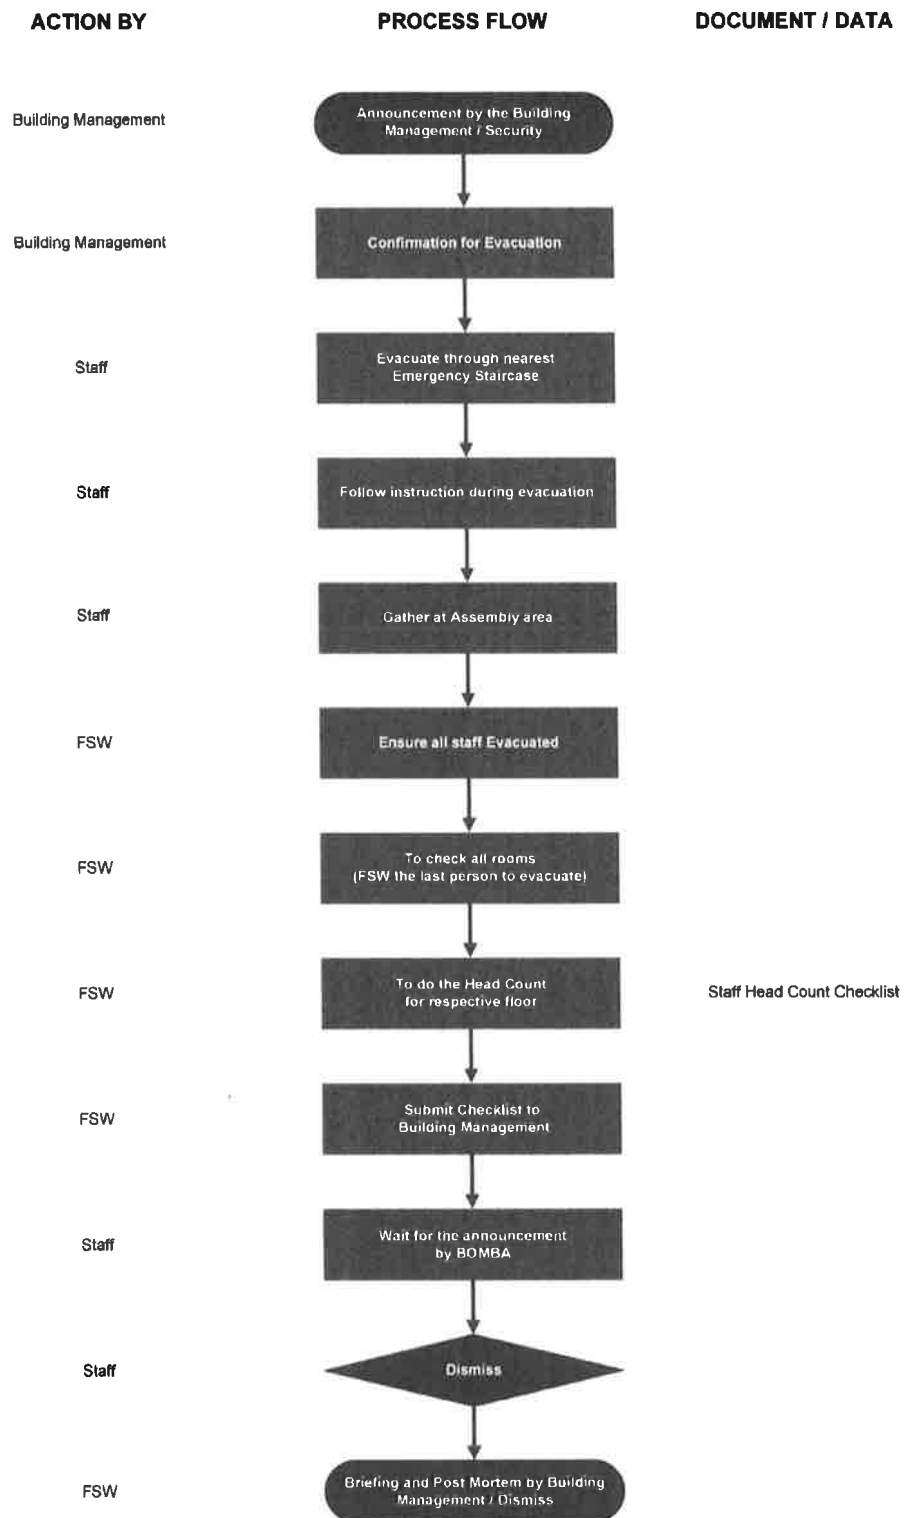 ACTION BY PROCESS FLOW DOCUMENT / DATA
Building Management
Announcement by the Building
Management / Security
Building Management
Confirmation for Evacuation
Staff
Evacuate through nearest
Emergency Staircase
Staff
Follow instruction during evacuation
Staff
Gather at Assembly area
FSW
Ensure all staff Evacuated
FSW
To check all rooms
(FSW the last person to evacuate)
FSW
To do the Head Count
for respective floor
Staff Head Count Checklist
FSW
Submit Checklist to
Building Management
Staff
Wait for the announcement
by BOMBA
Staff
Dismiss
FSW
Briefing and Post Mortem by Building
Management / Dismiss